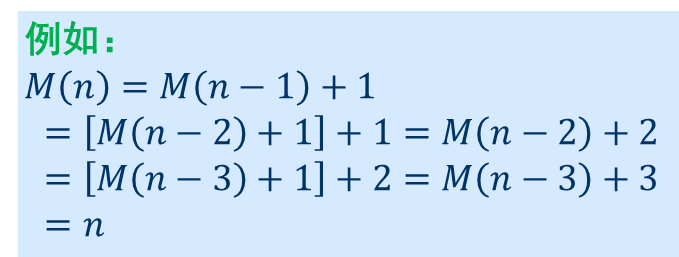 例如：
M(n) = M(n − 1) + 1
= [M(n − 2) + 1] + 1 = M(n − 2) + 2
= [M(n − 3) + 1] + 2 = M(n − 3) + 3
= n